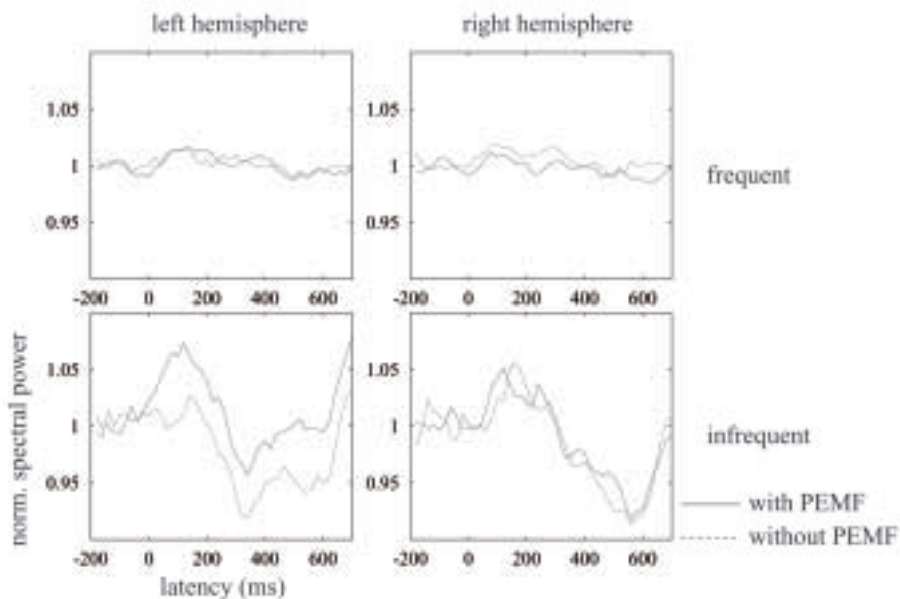 left hemisphere
right hemisphere
1.05
1
0.95
-200 0 200 400 600
1.05
1
0.95
-200 0 200 400 600
frequent
1.05
1
0.95
-200 0 200 400 600
1.05
1
0.95
-200 0 200 400 600
infrequent
with PEMF
without PEMF
norm. spectral power
latency (ms)